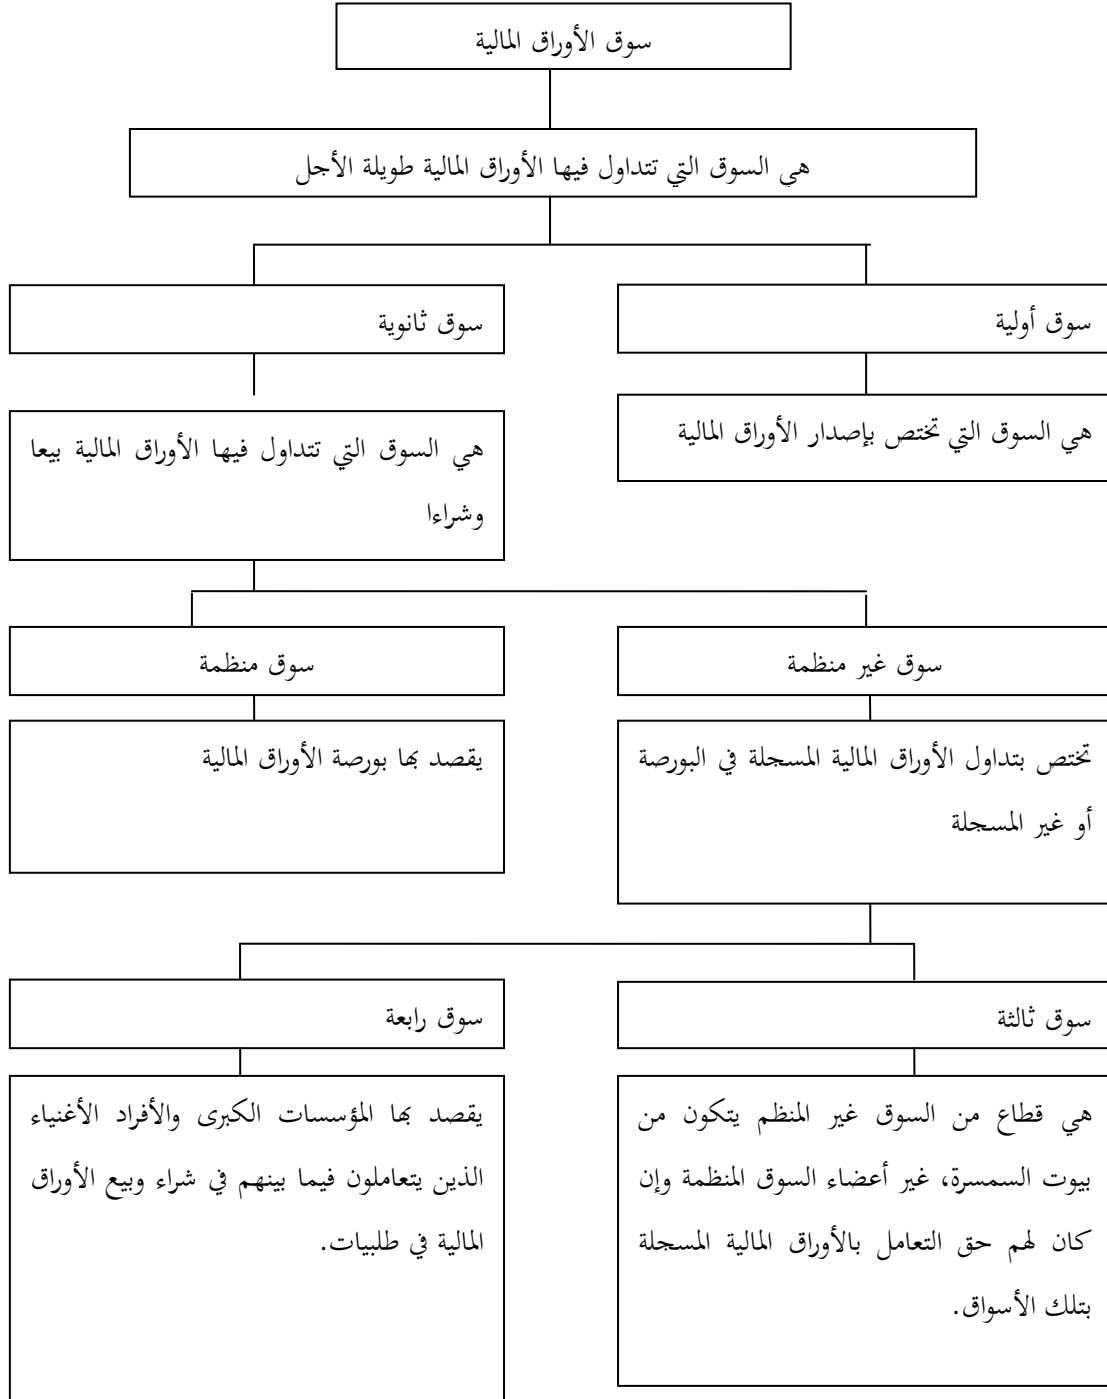 سوق الأوراق المالية
هي السوق التي تتداول فيها الأوراق المالية طويلة الأجل
سوق أولية
سوق ثانوية
هي السوق التي تختص بإصدار الأوراق المالية
هي السوق التي تتداول فيها الأوراق المالية بيعا
وشراءا
سوق غير منظمة
سوق منظمة
تختص بتداول الأوراق المالية المسجلة في البورصة
أو غير المسجلة
يقصد بها بورصة الأوراق المالية
سوق ثالثة
سوق رابعة
هي قطاع من السوق غير المنظم يتكون من
بيوت السمسرة، غير أعضاء السوق المنظمة وإن
كان لهم حق التعامل بالأوراق المالية المسجلة
بتلك الأسواق.
يقصد بها المؤسسات الكبرى والأفراد الأغنياء
الذين يتعاملون فيما بينهم في شراء وبيع الأوراق
المالية في طلبيات.